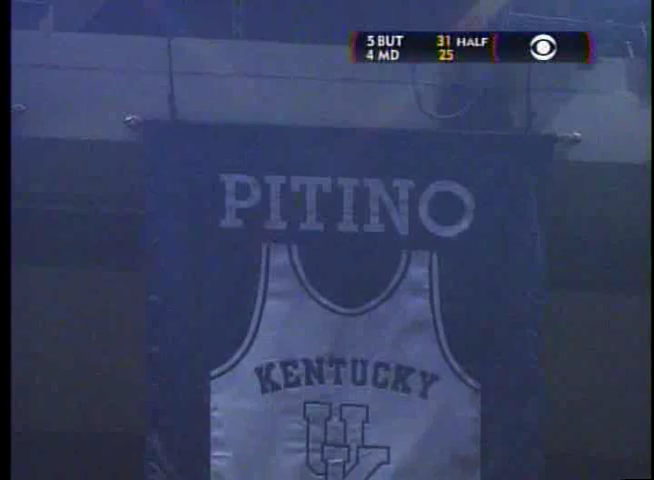 5 BUT 31 HALF
4 MD 25
PITINO
KENTUCKY
UK